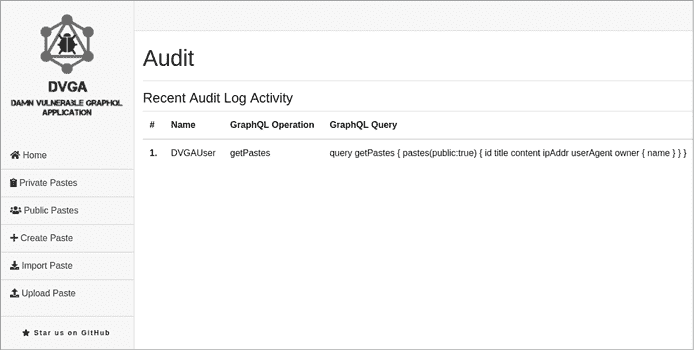 DVGA
DAMN VULNERABLE GRAPHQL
APPLICATION
Home
Private Pastes
Public Pastes
Create Paste
Import Paste
Upload Paste
Star us on GitHub
Audit
Recent Audit Log Activity
# Name GraphQL Operation GraphQL Query
1. DVGAUser getPastes query getPastes { pastes(public:true) { id title content ipAddr userAgent owner { name } } }